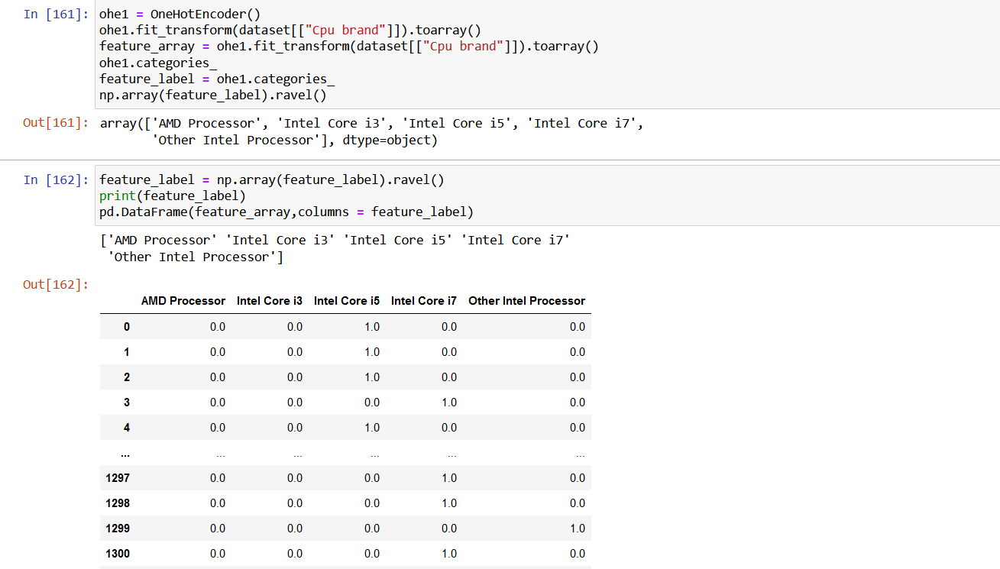 In [161]: ohe1 = OneHotEncoder()
ohe1.fit_transform(dataset[["Cpu brand"]]).toarray()
feature_array = ohe1.fit_transform(dataset[["Cpu brand"]]).toarray()
ohe1.categories_
feature_label = ohe1.categories_
np.array(feature_label).ravel()
Out[161]: array(['AMD Processor', 'Intel Core i3', 'Intel Core i5', 'Intel Core i7',
'Other Intel Processor'], dtype=object)
In [162]: feature_label = np.array(feature_label).ravel()
print(feature_label)
pd.DataFrame(feature_array,columns = feature_label)
['AMD Processor' 'Intel Core i3' 'Intel Core i5' 'Intel Core i7'
'Other Intel Processor']
Out[162]:
AMD Processor Intel Core i3 Intel Core i5 Intel Core i7 Other Intel Processor
0 0.0 0.0 1.0 0.0 0.0
1 0.0 0.0 1.0 0.0 0.0
2 0.0 0.0 1.0 0.0 0.0
3 0.0 0.0 0.0 1.0 0.0
4 0.0 0.0 1.0 0.0 0.0
... ... ... ... ... ...
1297 0.0 0.0 0.0 1.0 0.0
1298 0.0 0.0 0.0 1.0 0.0
1299 0.0 0.0 0.0 0.0 1.0
1300 0.0 0.0 0.0 1.0 0.0